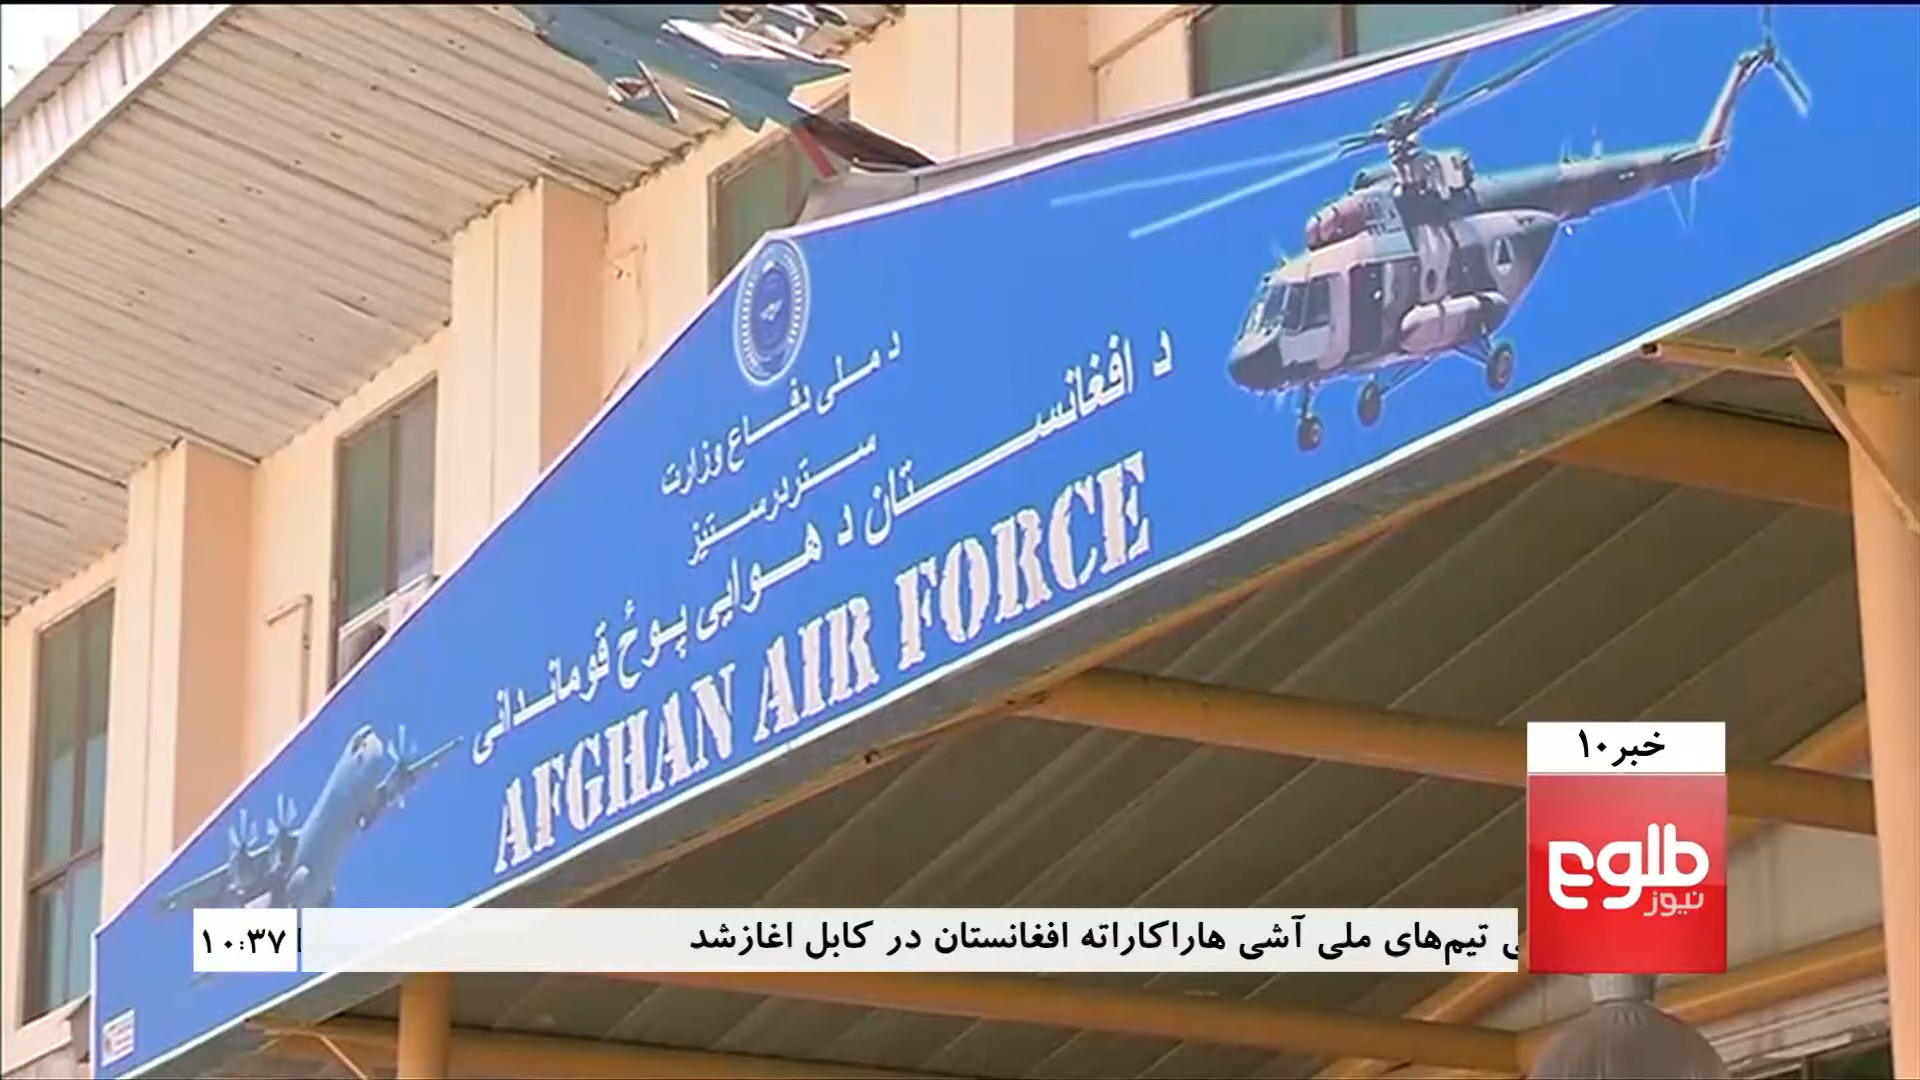 د ملی دفاع وزارت
ستردرستیز
د افغانستان د هوایی پوځ قوماندانی
AFGHAN AIR FORCE
خبر۱۰
طلوع
نیوز
تیم‌های ملی آشی هاراکاراته افغانستان در کابل اغازشد
۱۰:۳۷